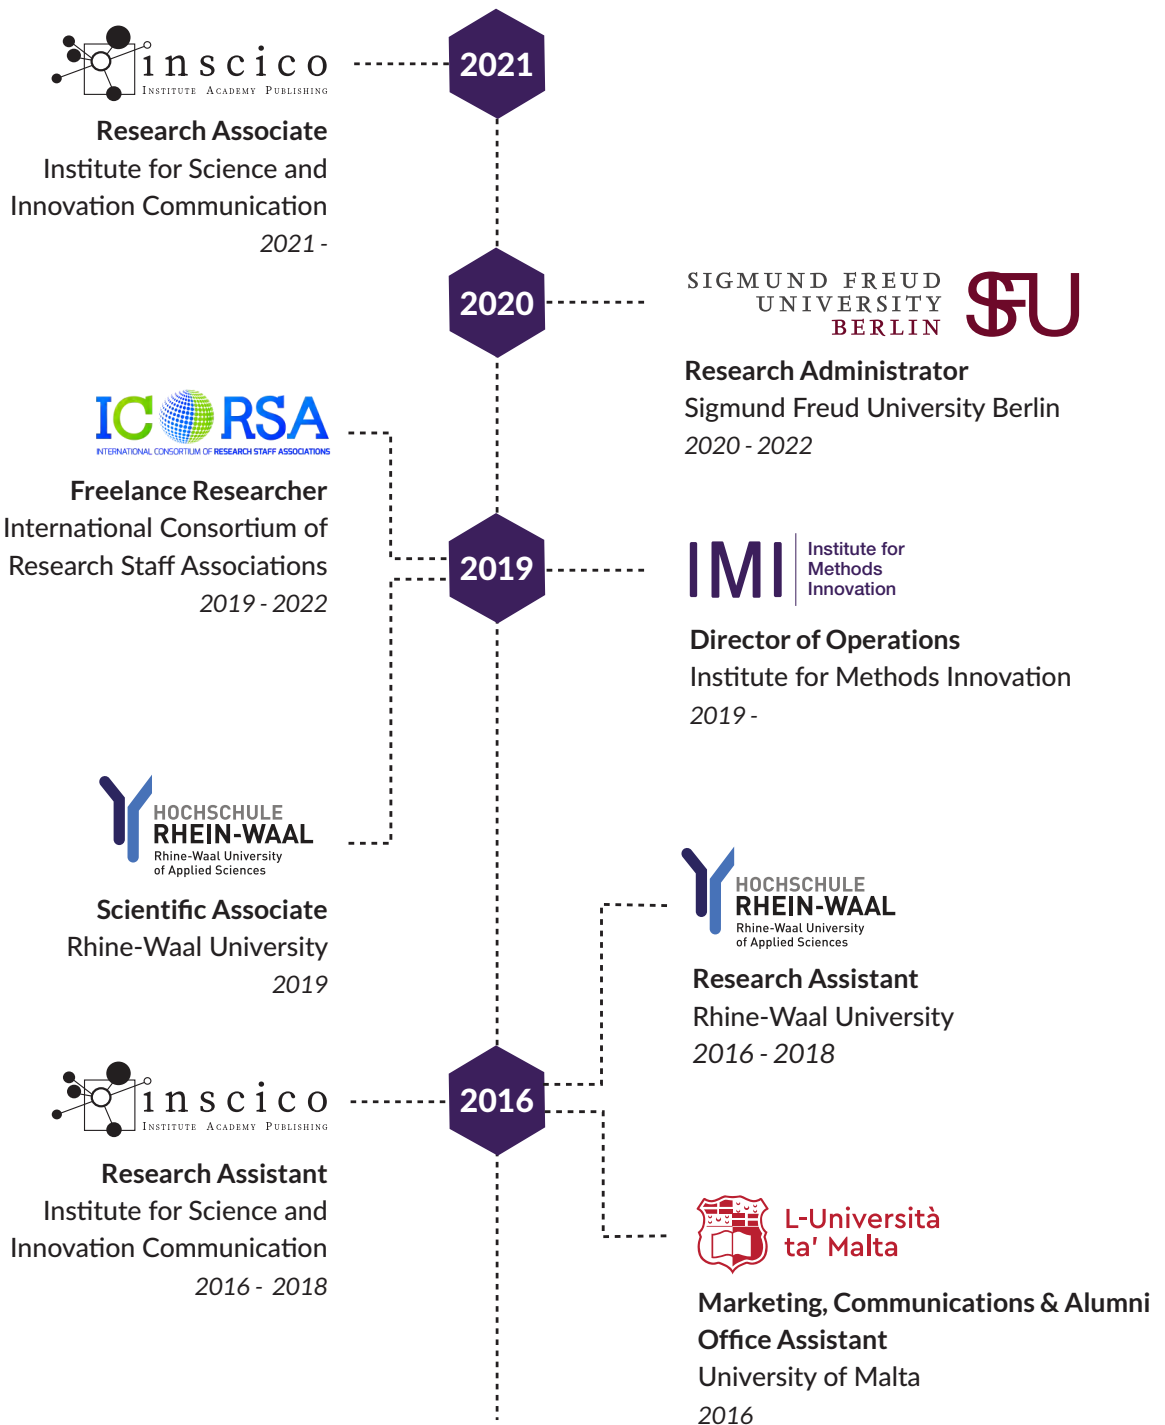 inscico
INSTITUTE ACADEMY PUBLISHING
2021
Research Associate
Institute for Science and
Innovation Communication
2021 -
2020
SIGMUND FREUD
UNIVERSITY
BERLIN
SFU
Research Administrator
Sigmund Freud University Berlin
2020 - 2022
ICORSA
INTERNATIONAL CONSORTIUM OF RESEARCH STAFF ASSOCIATIONS
Freelance Researcher
International Consortium of
Research Staff Associations
2019 - 2022
2019
IMI
Institute for
Methods
Innovation
Director of Operations
Institute for Methods Innovation
2019 -
HOCHSCHULE
RHEIN-WAAL
Rhine-Waal University
of Applied Sciences
Scientific Associate
Rhine-Waal University
2019
HOCHSCHULE
RHEIN-WAAL
Rhine-Waal University
of Applied Sciences
Research Assistant
Rhine-Waal University
2016 - 2018
inscico
INSTITUTE ACADEMY PUBLISHING
2016
Research Assistant
Institute for Science and
Innovation Communication
2016 - 2018
L-Università
ta' Malta
Marketing, Communications & Alumni
Office Assistant
University of Malta
2016